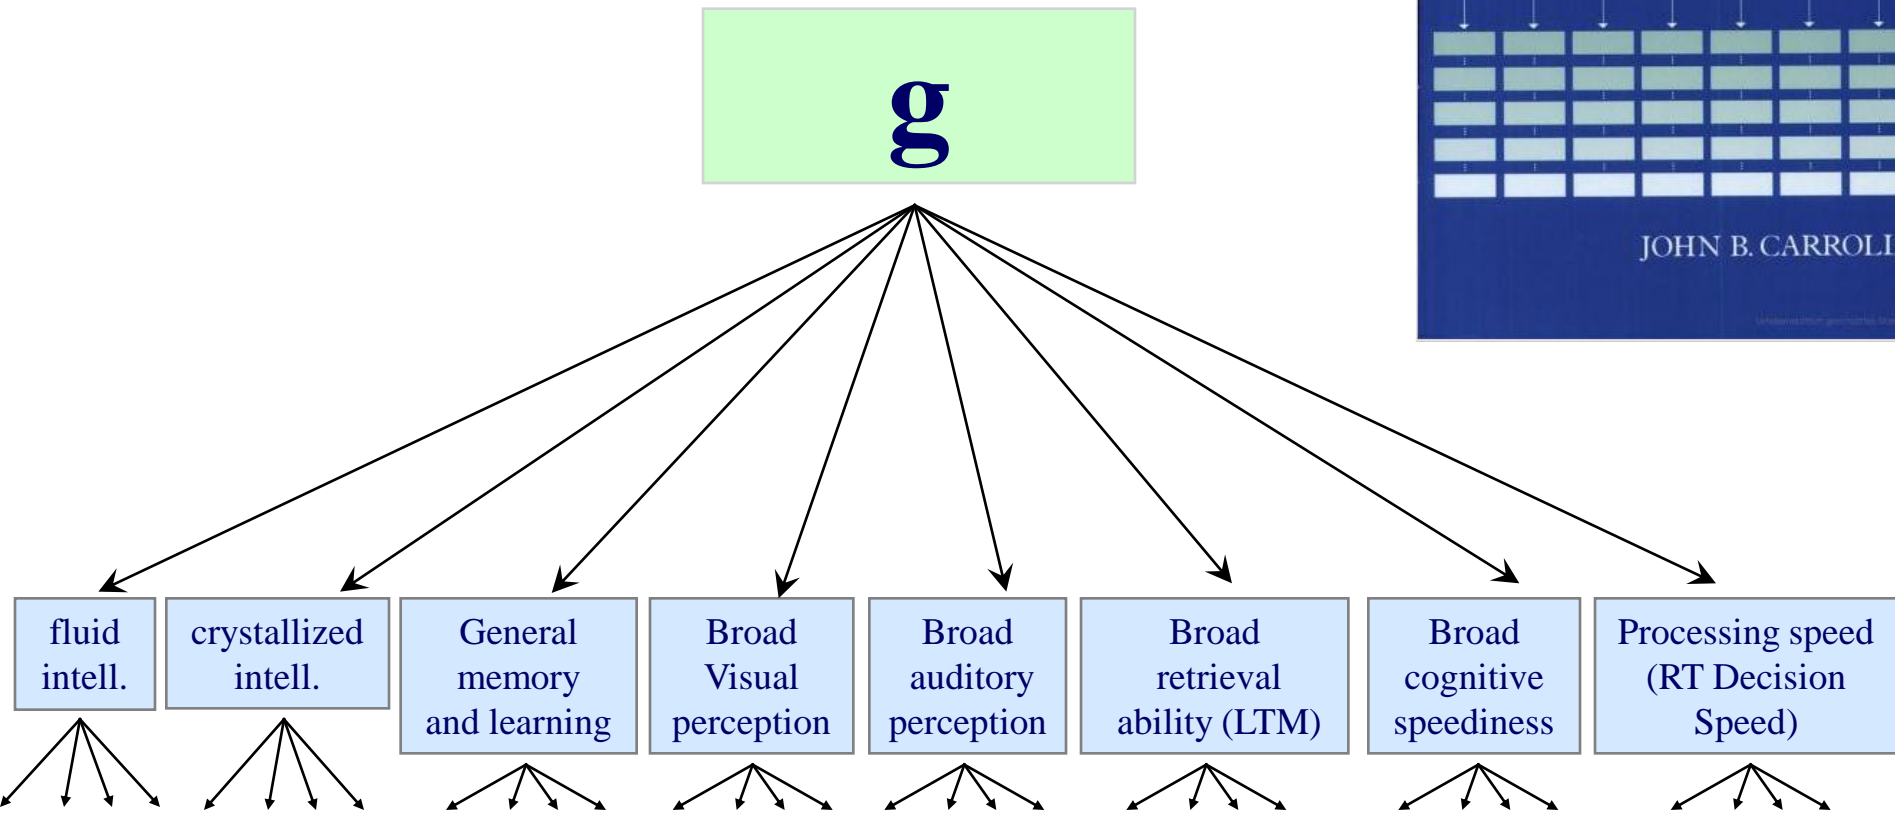 g
JOHN B. CARROLL
fluid
intell.
crystallized
intell.
General
memory
and learning
Broad
Visual
perception
Broad
auditory
perception
Broad
retrieval
ability (LTM)
Broad
cognitive
speediness
Processing speed
(RT Decision
Speed)